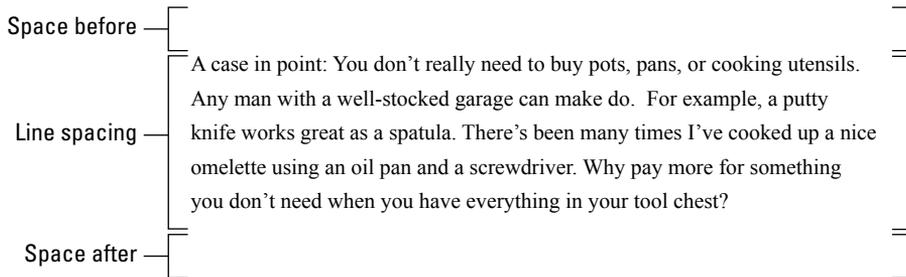 Space before
A case in point: You don’t really need to buy pots, pans, or cooking utensils.
Any man with a well-stocked garage can make do.  For example, a putty
Line spacing
knife works great as a spatula. There’s been many times I’ve cooked up a nice
omelette using an oil pan and a screwdriver. Why pay more for something
you don’t need when you have everything in your tool chest?
Space after